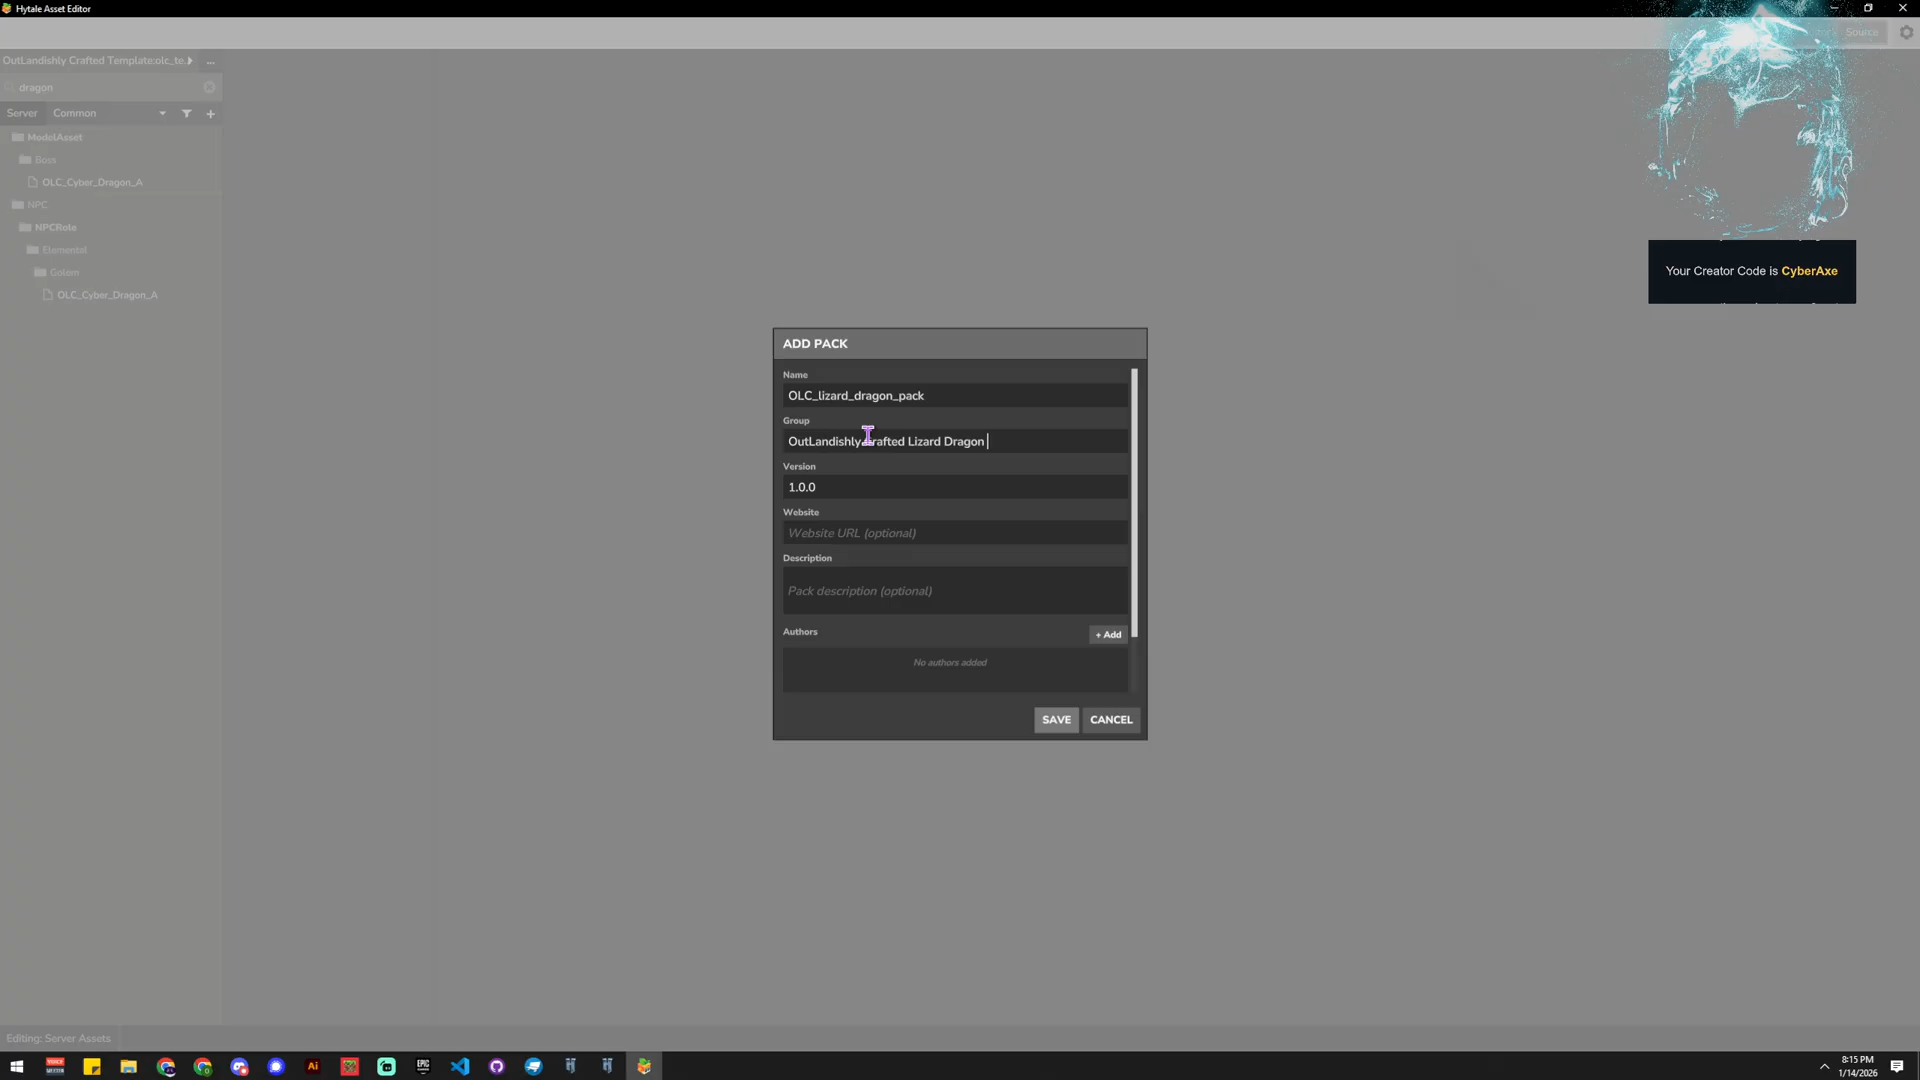 Hytale Asset Editor
Source
OutLandishly Crafted Template:olc_te.
...
dragon
Server
Common
ModelAsset
Boss
OLC_Cyber_Dragon_A
NPC
NPCRole
Elemental
Golem
OLC_Cyber_Dragon_A
Your Creator Code is CyberAxe
ADD PACK
Name
OLC_lizard_dragon_pack
Group
OutLandishly Crafted Lizard Dragon
Version
1.0.0
Website
Website URL (optional)
Description
Pack description (optional)
Authors
+ Add
No authors added
SAVE
CANCEL
Editing: Server Assets
Ai
EPIC
8:15 PM
1/14/2026